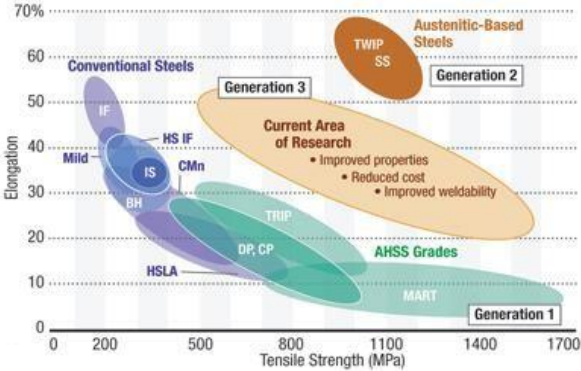 70%
60
50
40
30
20
10
0
Elongation
Austenitic-Based
Steels
TWIP
SS
Generation 2
Conventional Steels
Generation 3
IF
HS IF
Mild
CMn
IS
BH
Current Area
of Research
• Improved properties
• Reduced cost
• Improved weldability
TRIP
DP, CP
AHSS Grades
HSLA
MART
Generation 1
0
200
500
800
1100
1400
1700
Tensile Strength (MPa)